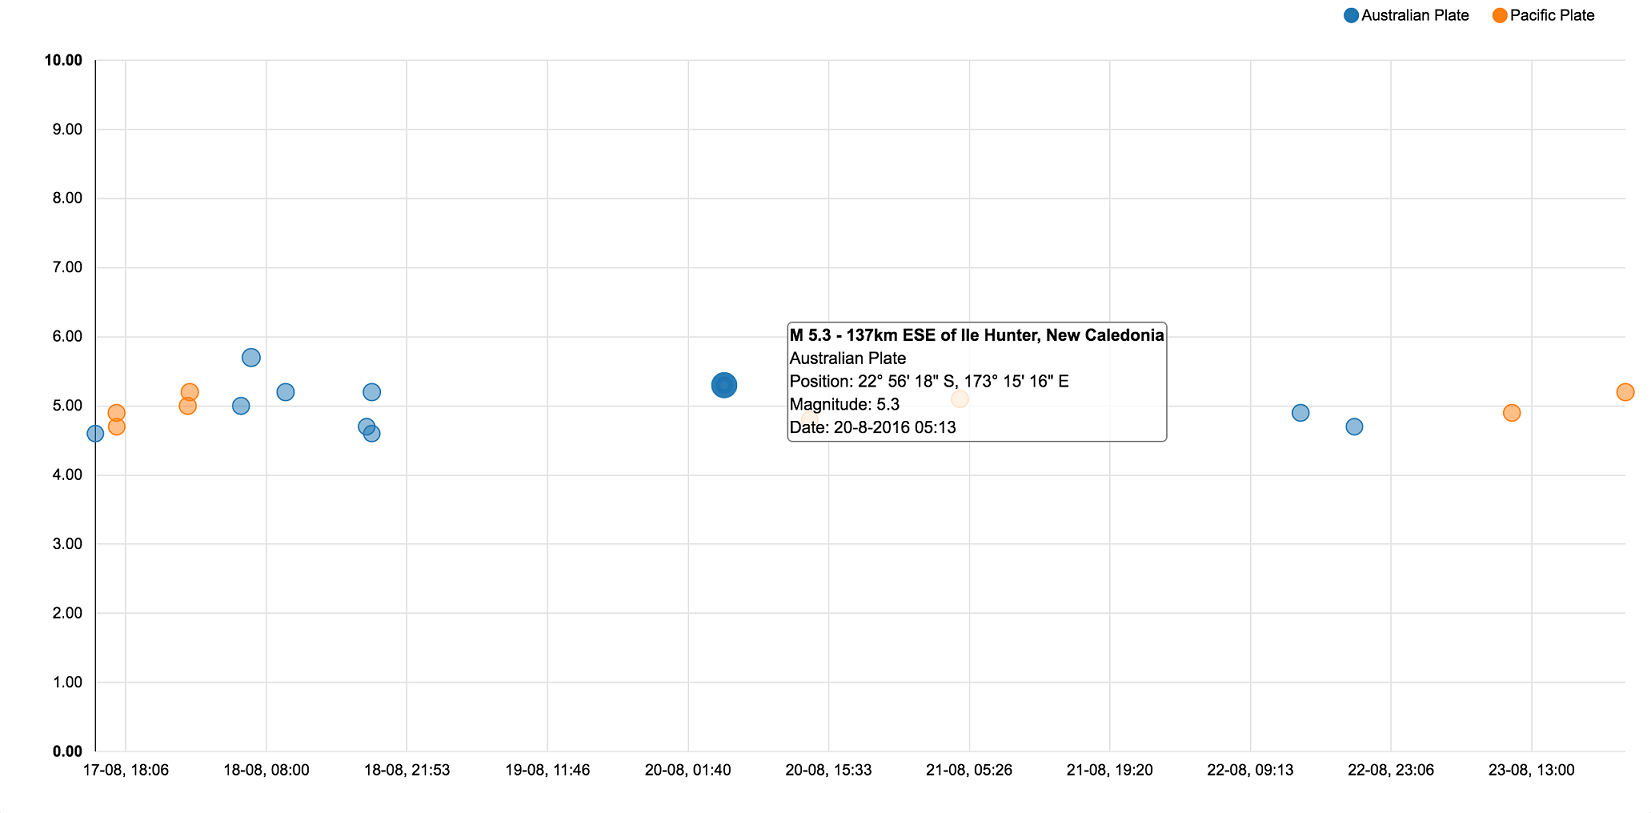 Australian Plate Pacific Plate
10.00
9.00
8.00
7.00
6.00
M 5.3 - 137km ESE of Ile Hunter, New Caledonia
Australian Plate
Position: 22° 56' 18" S, 173° 15' 16" E
Magnitude: 5.3
Date: 20-8-2016 05:13
5.00
4.00
3.00
2.00
1.00
0.00
17-08, 18:06 18-08, 08:00 18-08, 21:53 19-08, 11:46 20-08, 01:40 20-08, 15:33 21-08, 05:26 21-08, 19:20 22-08, 09:13 22-08, 23:06 23-08, 13:00